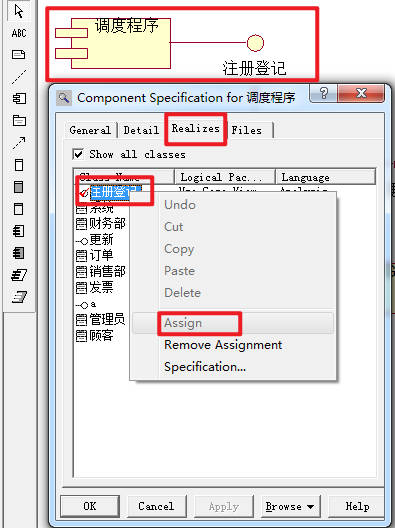 调度程序
ABC
注册登记
Component Specification for 调度程序
General Detail Realizes Files
Show all classes
Class Name Logical Pac... Language
注册登记 Use Case View Analysis
系统
财务部
更新
订单
销售部
发票
a
管理员
顾客
Undo
Cut
Copy
Paste
Delete
Assign
Remove Assignment
Specification...
OK Cancel Apply Browse Help